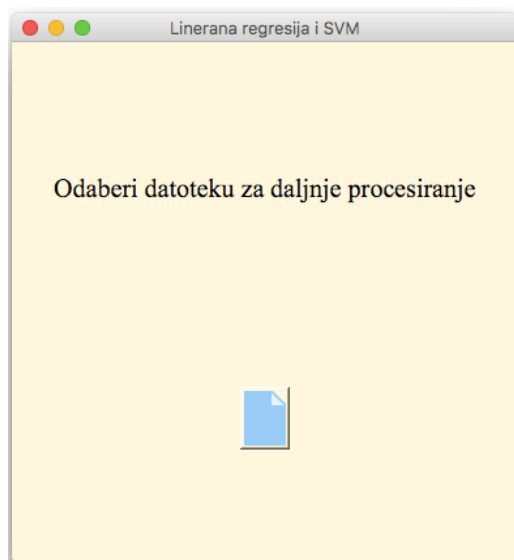 Linerana regresija i SVM
Odaberi datoteku za daljnje procesiranje